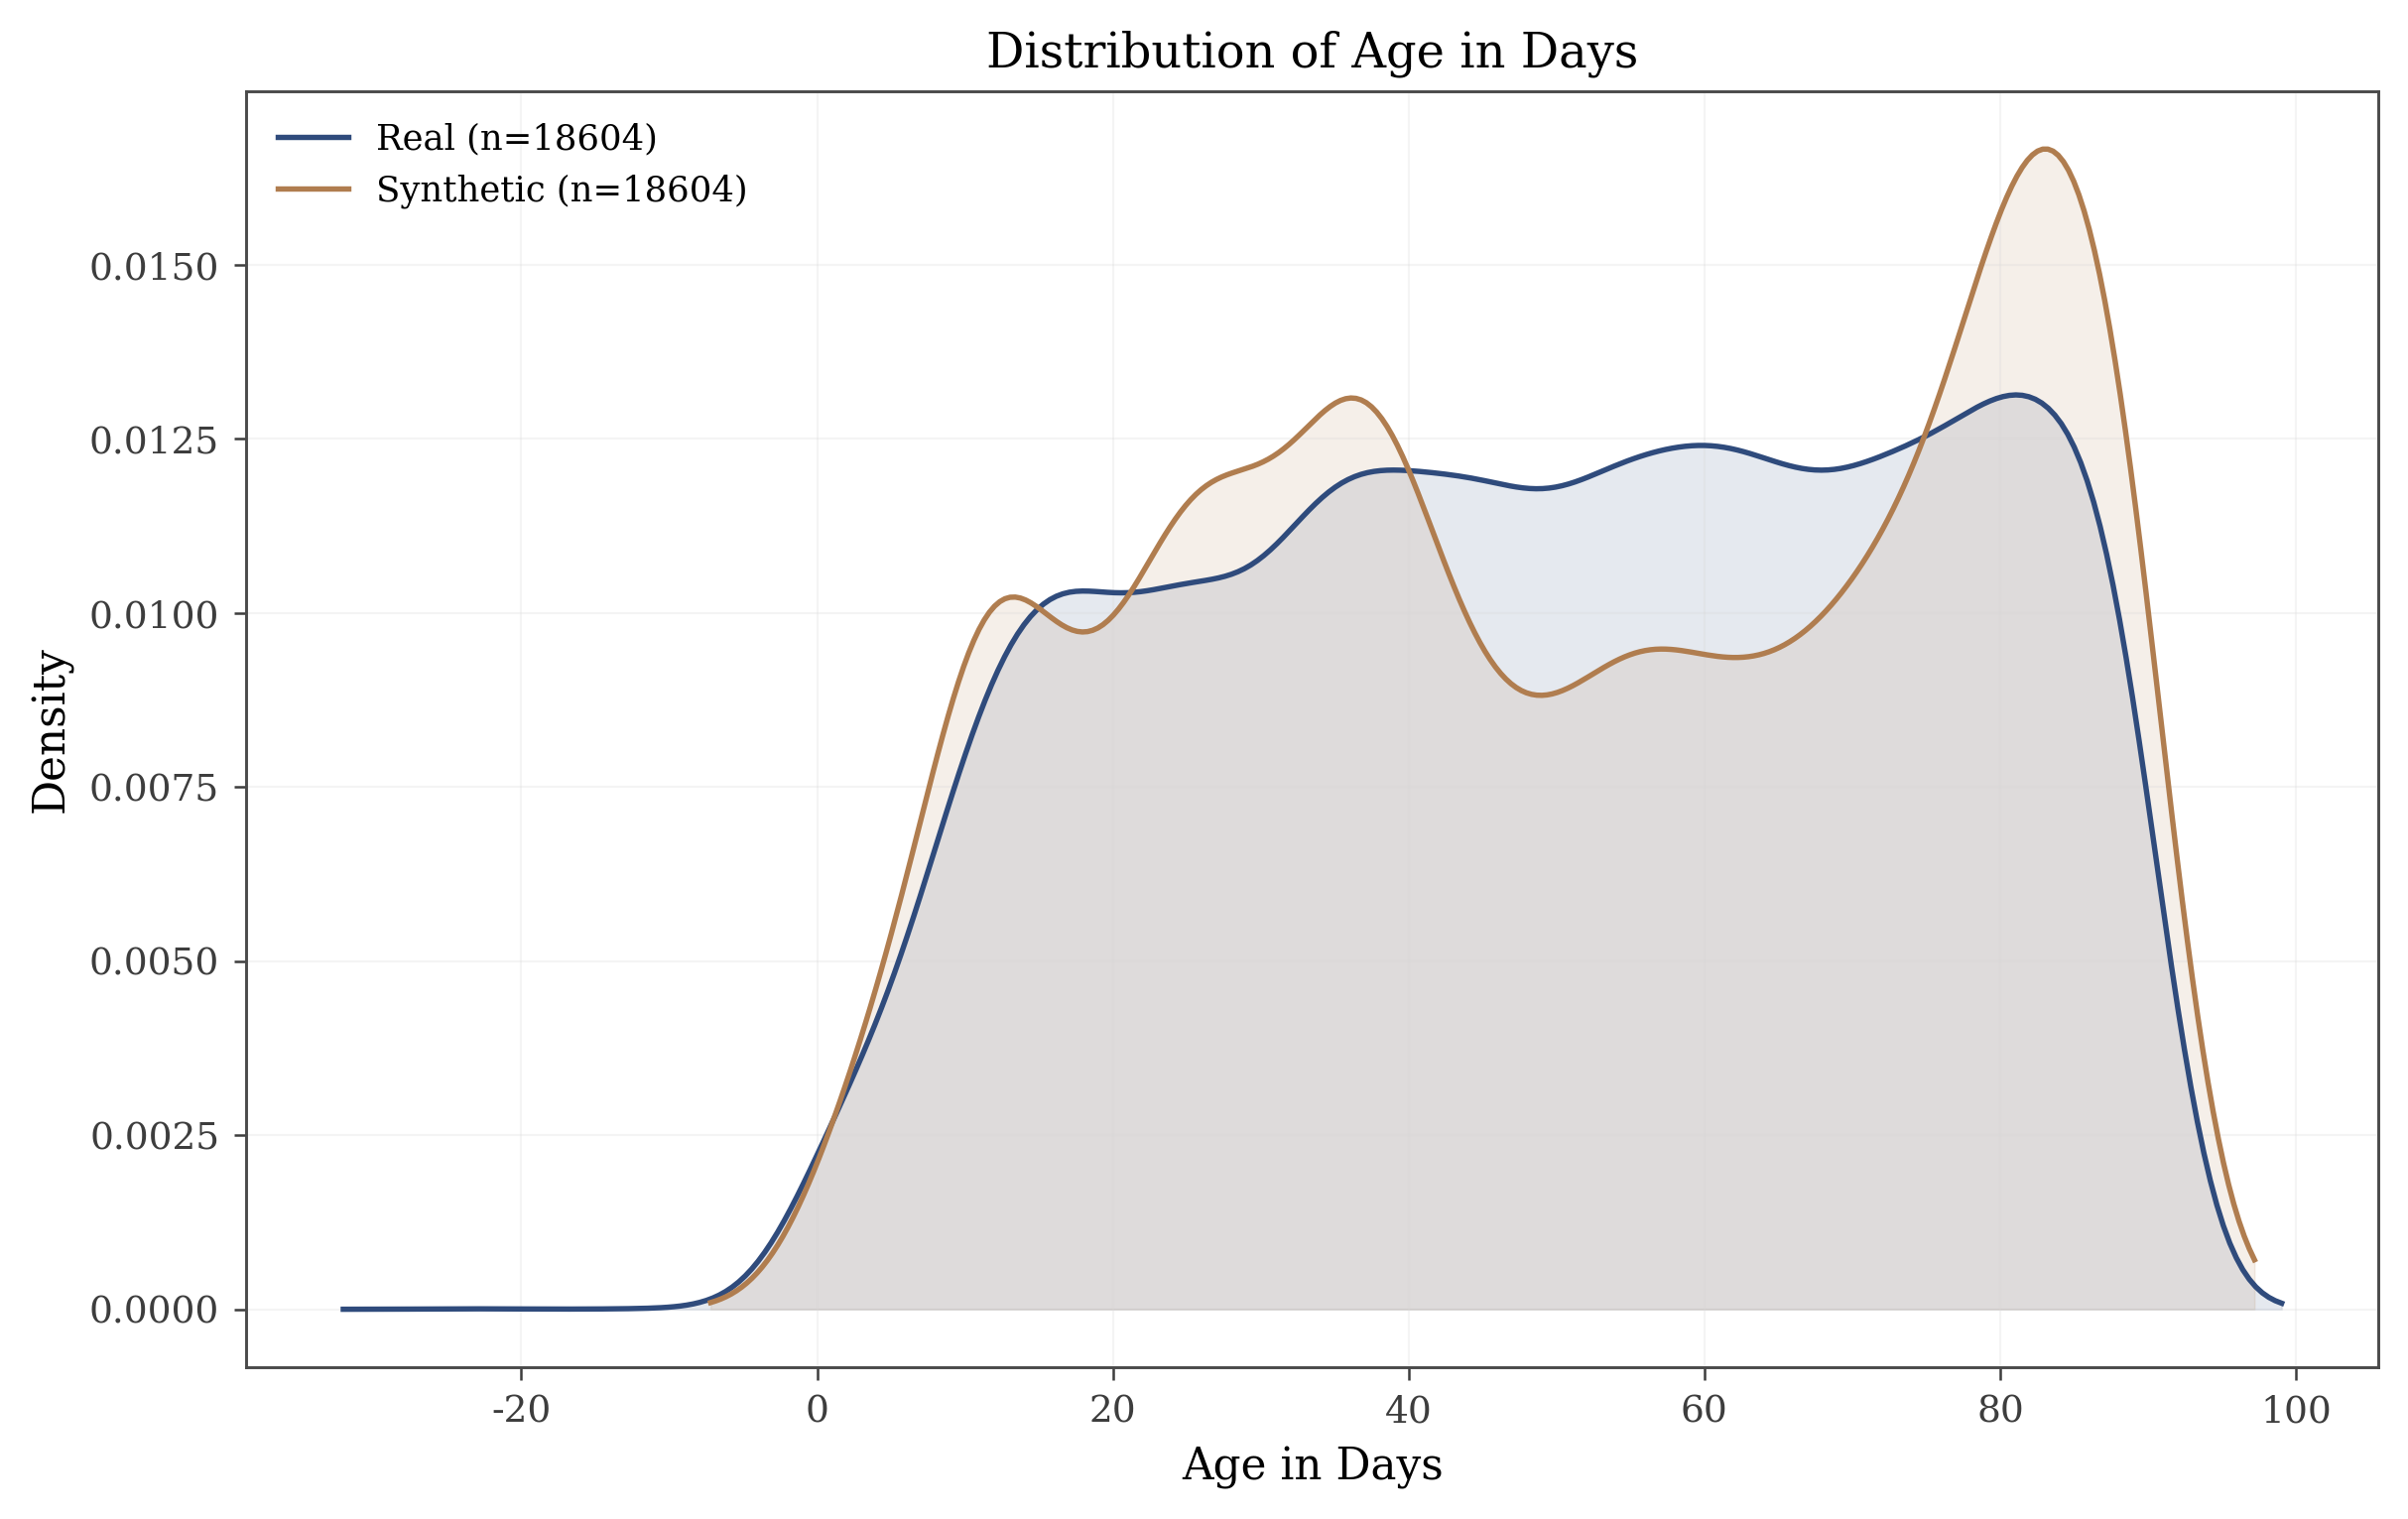 Distribution of Age in Days
Real (n=18604)
Synthetic (n=18604)
Density
0.0150
0.0125
0.0100
0.0075
0.0050
0.0025
0.0000
-20 0 20 40 60 80 100
Age in Days